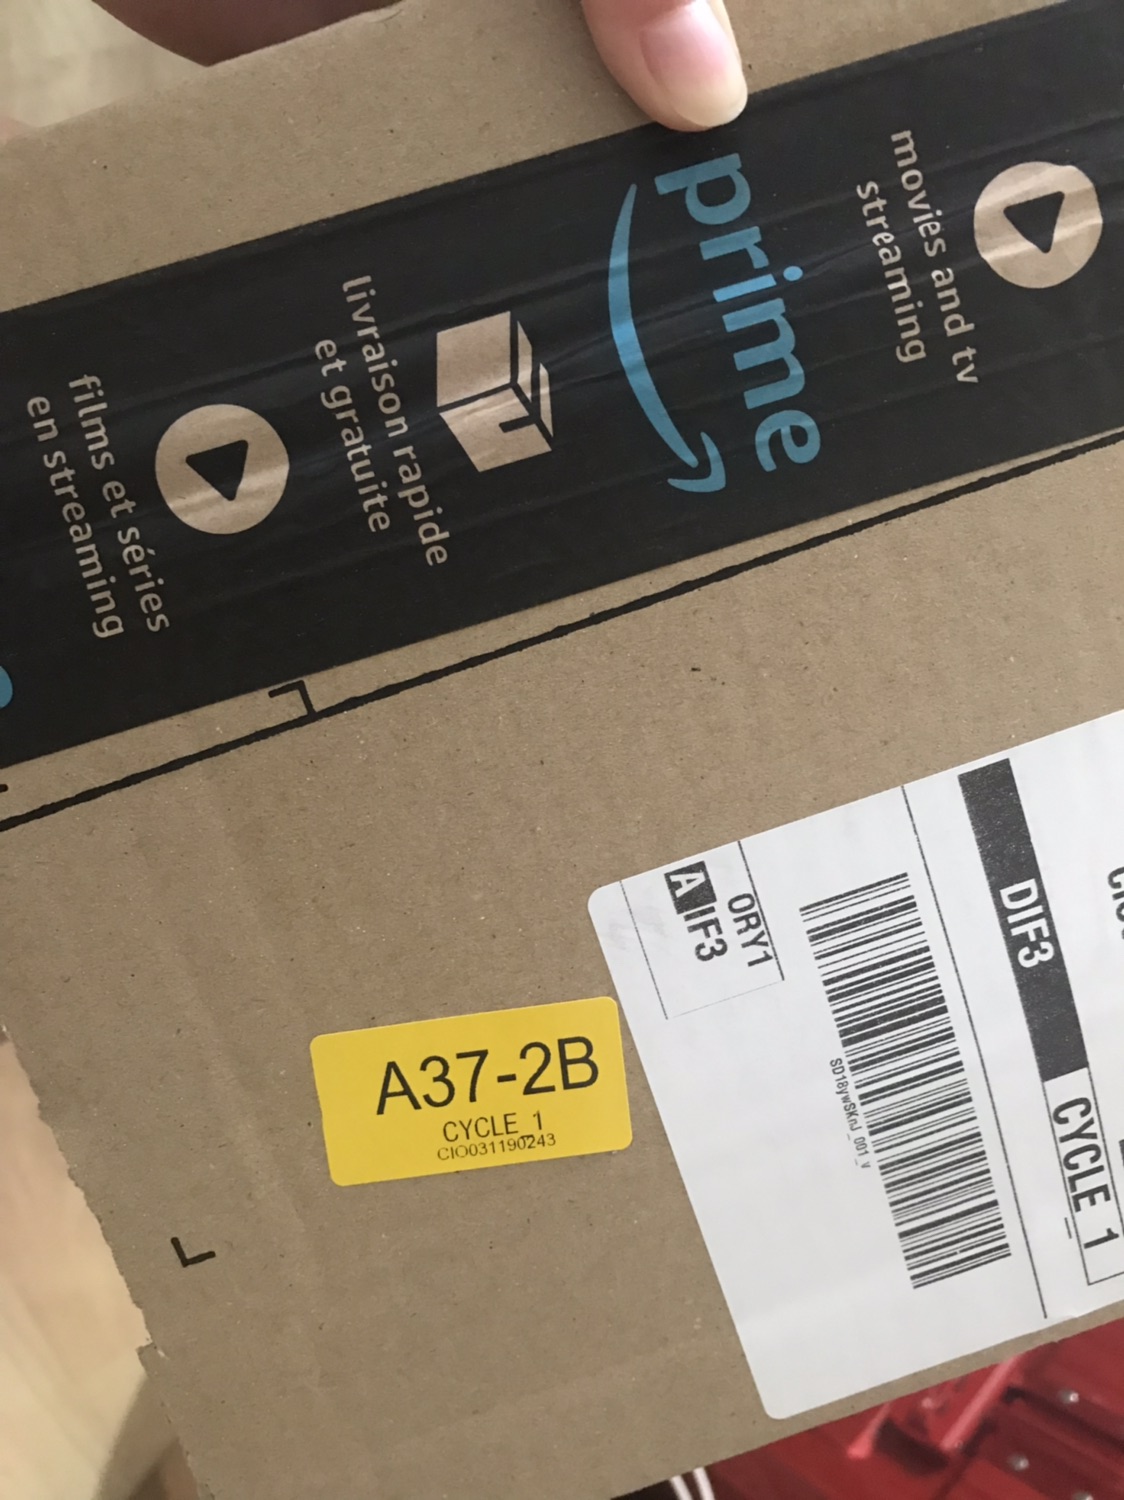 movies and tv
streaming
prime
livraison rapide
et gratuite
films et séries
en streaming
DIF3
CYCLE_1
ORY1
A IF3
A37-2B
CYCLE_1
CIO031190243